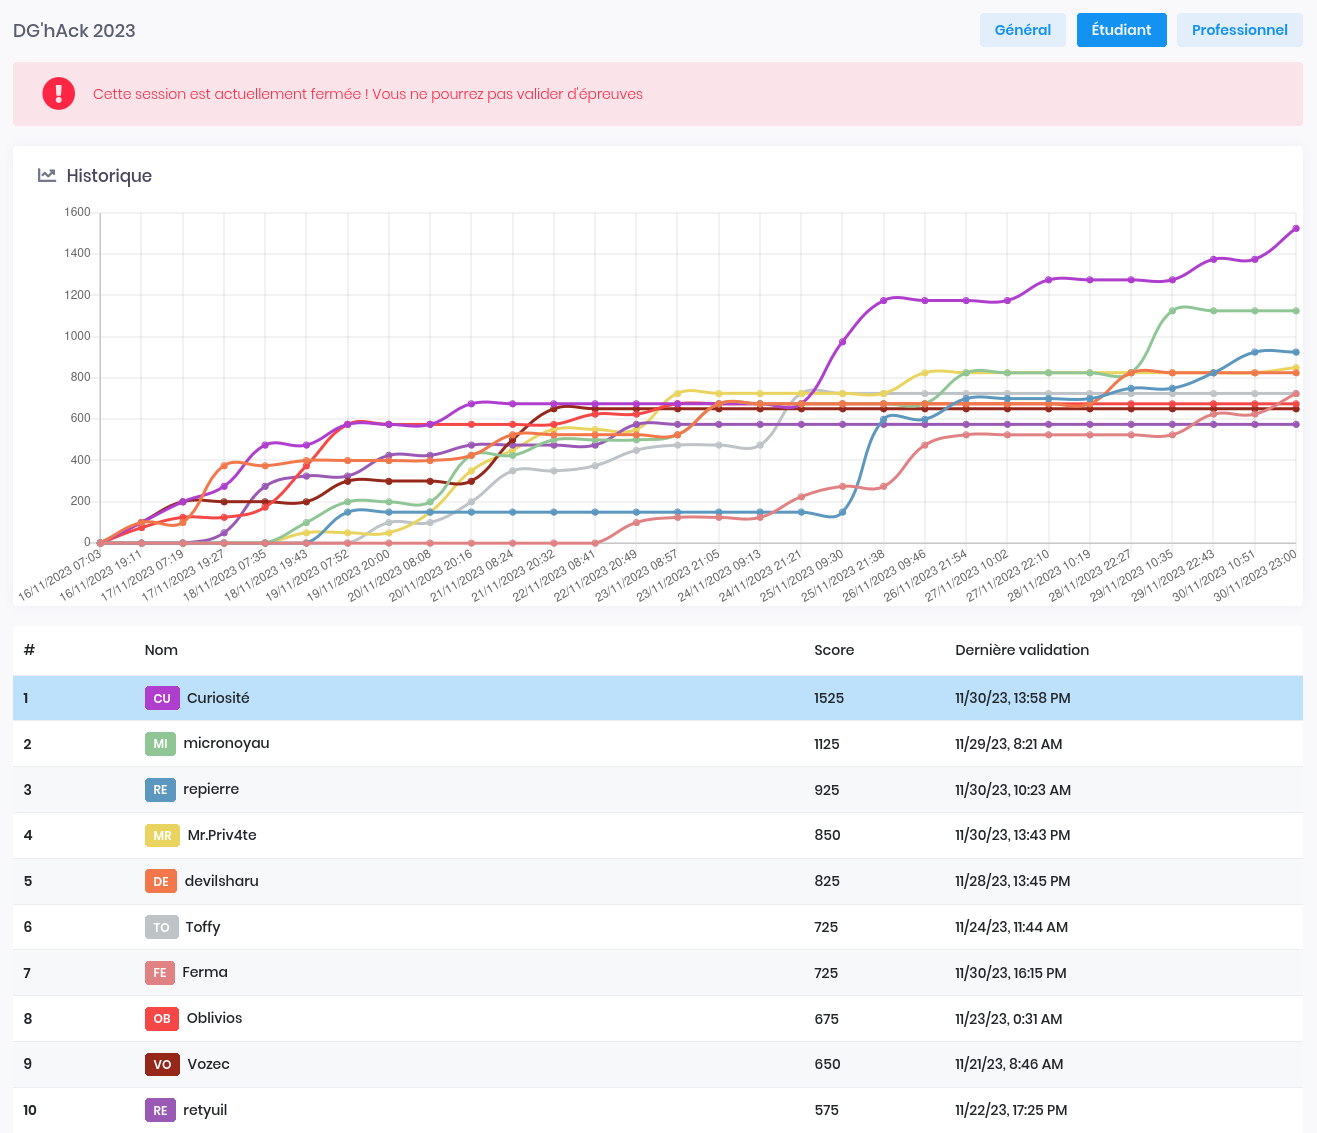 DG'hAck 2023
Général
Étudiant
Professionnel
Cette session est actuellement fermée ! Vous ne pourrez pas valider d'épreuves
Historique
1600
1400
1200
1000
800
600
400
200
0
16/11/2023 07:03
16/11/2023 19:11
17/11/2023 07:19
17/11/2023 19:27
18/11/2023 07:35
18/11/2023 19:43
19/11/2023 07:52
19/11/2023 20:00
20/11/2023 08:08
20/11/2023 20:16
21/11/2023 08:24
21/11/2023 20:32
22/11/2023 08:41
22/11/2023 20:49
23/11/2023 08:57
23/11/2023 21:05
24/11/2023 09:13
24/11/2023 21:21
25/11/2023 09:30
25/11/2023 21:38
26/11/2023 09:46
26/11/2023 21:54
27/11/2023 10:02
27/11/2023 22:10
28/11/2023 10:19
28/11/2023 22:27
29/11/2023 10:35
29/11/2023 22:43
30/11/2023 10:51
30/11/2023 23:00
# Nom Score Dernière validation
1 CU Curiosité 1525 11/30/23, 13:58 PM
2 MI micronoyau 1125 11/29/23, 8:21 AM
3 RE repierre 925 11/30/23, 10:23 AM
4 MR Mr.Priv4te 850 11/30/23, 13:43 PM
5 DE devilsharu 825 11/28/23, 13:45 PM
6 TO Toffy 725 11/24/23, 11:44 AM
7 FE Ferma 725 11/30/23, 16:15 PM
8 OB Oblivios 675 11/23/23, 0:31 AM
9 VO Vozec 650 11/21/23, 8:46 AM
10 RE retyuil 575 11/22/23, 17:25 PM